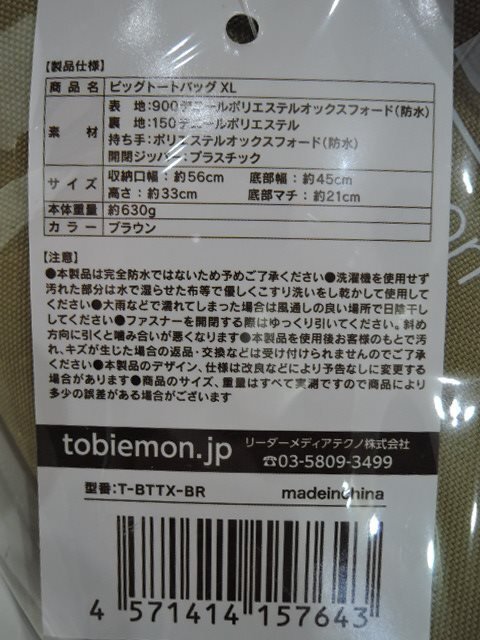 【製品仕様】
商品名 ビッグトートバッグXL
素材 表 地:900デニールポリエステルオックスフォード(防水)
裏 地:150デニールポリエステル
持ち手:ポリエステルオックスフォード(防水)
開閉ジッパー:プラスチック
サイズ 収納口幅:約56cm 底部幅:約45cm
高さ:約33cm 底部マチ:約21cm
本体重量 約630g
カラー ブラウン
【注意】
●本製品は完全防水ではないため予めご了承ください●洗濯機を使用せず
汚れた部分は水で湿らせた布等で優しくこすり洗いをし乾かして使用して
ください●大雨などで濡れてしまった場合は風通しの良い場所で日陰干し
してください●ファスナーを開閉する際はゆっくり引いてください。斜め
方向に引くと噛み合いが悪くなります●本製品を使用後お客様のもとで汚
れ、キズが生じた場合の返品・交換などは受け付けられませんのでご了承
ください●本製品のデザイン、仕様は改良などにより予告なしに変更する
場合があります●商品のサイズ、重量はすべて実測ですので商品により
多少の誤差がある場合がございます
tobiemon.jp リーダーメディアテクノ株式会社
☎03-5809-3499
型番:T-BTTX-BR madeinchina
4 571414 157643